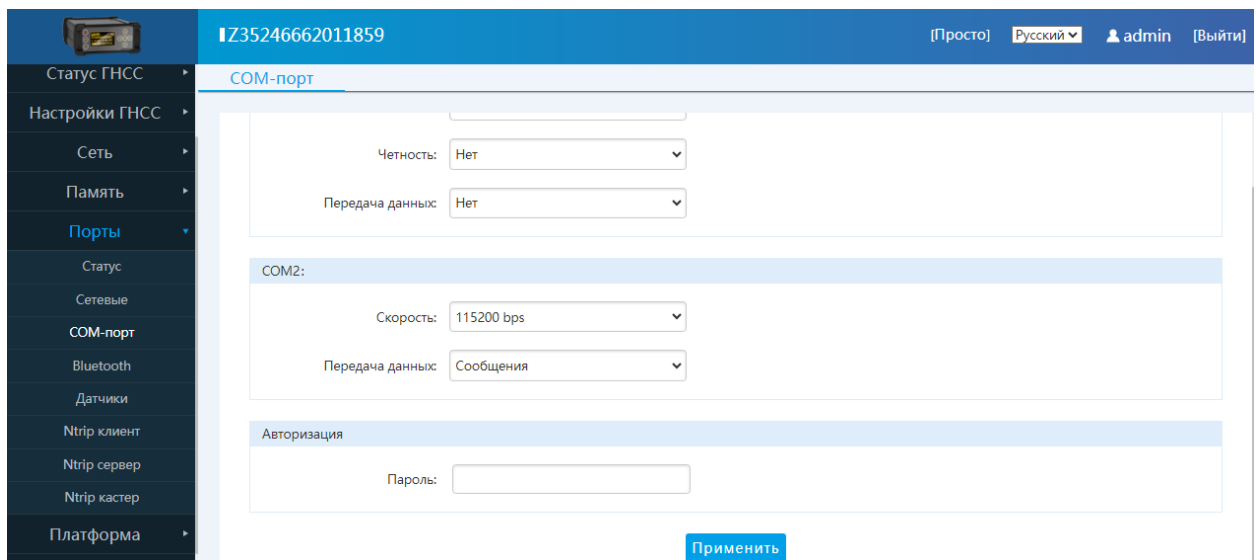 Z35246662011859
[Просто]
Русский
admin
[Выйти]
Статус ГНСС
Настройки ГНСС
Сеть
Память
Порты
Статус
Сетевые
COM-порт
Bluetooth
Датчики
Ntrip клиент
Ntrip сервер
Ntrip кастер
Платформа
COM-порт
Четность: Нет
Передача данных: Нет
COM2:
Скорость: 115200 bps
Передача данных: Сообщения
Авторизация
Пароль:
Применить